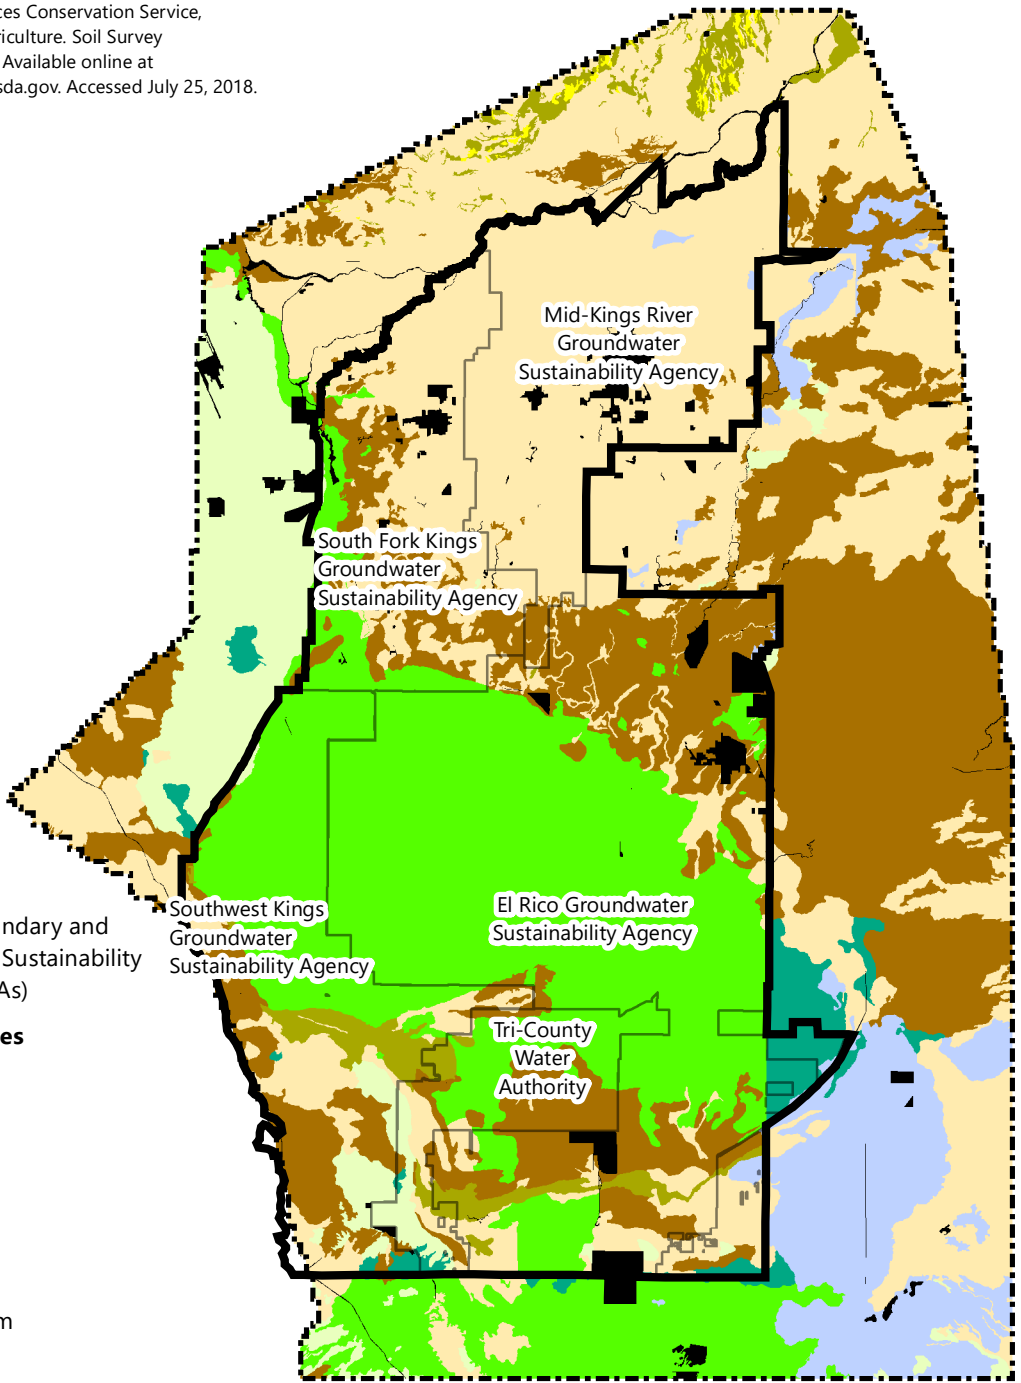 ces Conservation Service,
riculture. Soil Survey
Available online at
sda.gov. Accessed July 25, 2018.
Mid-Kings River
Groundwater
Sustainability Agency
South Fork Kings
Groundwater
Sustainability Agency
Southwest Kings
Groundwater
Sustainability Agency
El Rico Groundwater
Sustainability Agency
Tri-County
Water
Authority
ndary and
Sustainability
As)
es
m